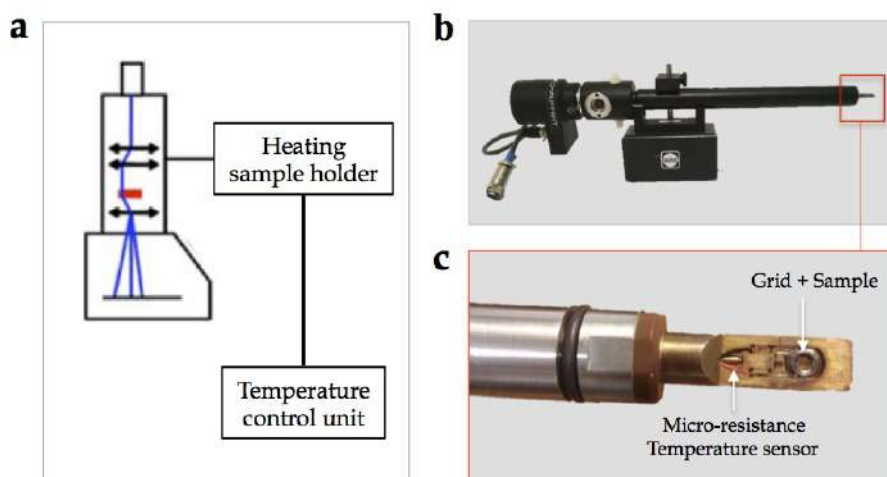 a
Heating
sample holder
Temperature
control unit
b
c
Grid + Sample
Micro-resistance
Temperature sensor